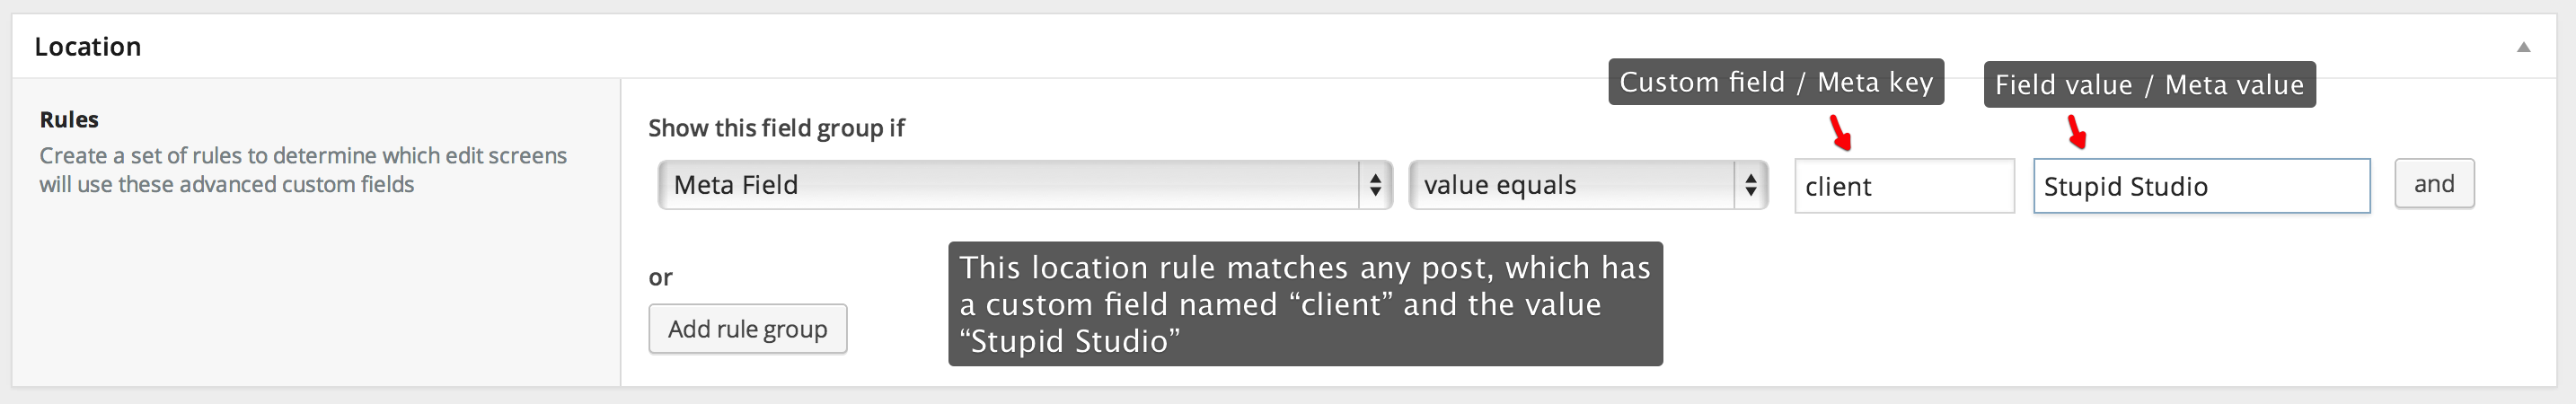 Location
Custom field / Meta key
Field value / Meta value
Rules
Create a set of rules to determine which edit screens
will use these advanced custom fields
Show this field group if
Meta Field
value equals
client
Stupid Studio
and
or
Add rule group
This location rule matches any post, which has
a custom field named “client” and the value
“Stupid Studio”